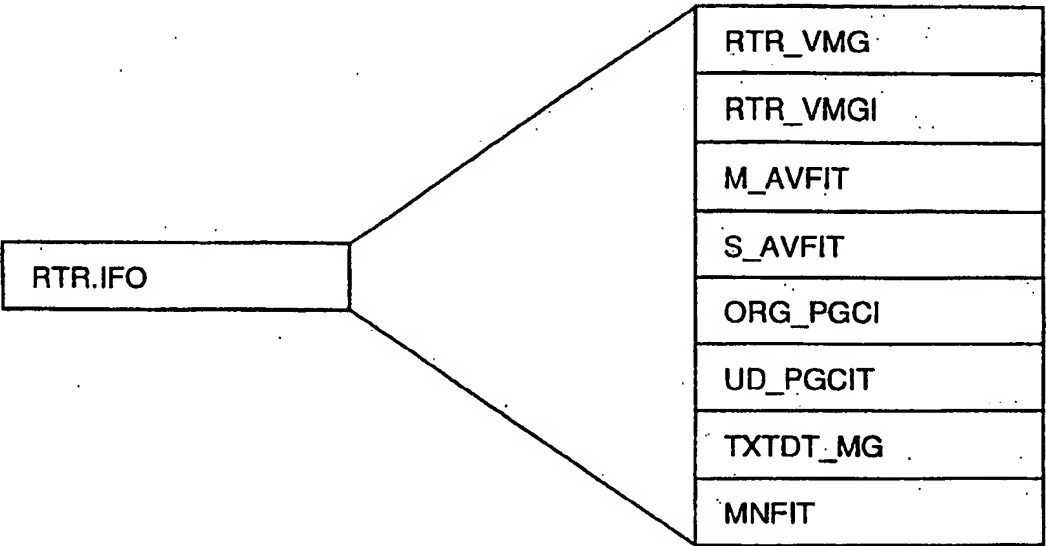 RTR.IFO
RTR_VMG
RTR_VMGI
M_AVFIT
S_AVFIT
ORG_PGCI
UD_PGCIT
TXTDT_MG
MNFIT